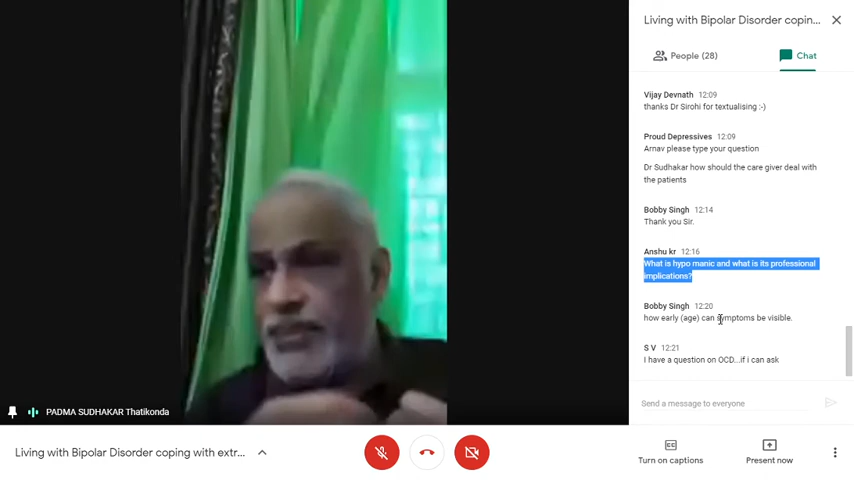 Living with Bipolar Disorder copin...
People (28)
Chat
Vijay Devnath 12:09
thanks Dr Sirohi for textualising :-)
Proud Depressives 12:09
Arnav please type your question
Dr Sudhakar how should the care giver deal with
the patients
Bobby Singh 12:14
Thank you Sir.
Anshu kr 12:16
What is hypo manic and what is its professional
implications?
Bobby Singh 12:20
how early (age) can symptoms be visible.
S V 12:21
I have a question on OCD...if i can ask
Send a message to everyone
PADMA SUDHAKAR Thatikonda
Living with Bipolar Disorder coping with extr...
Turn on captions
Present now